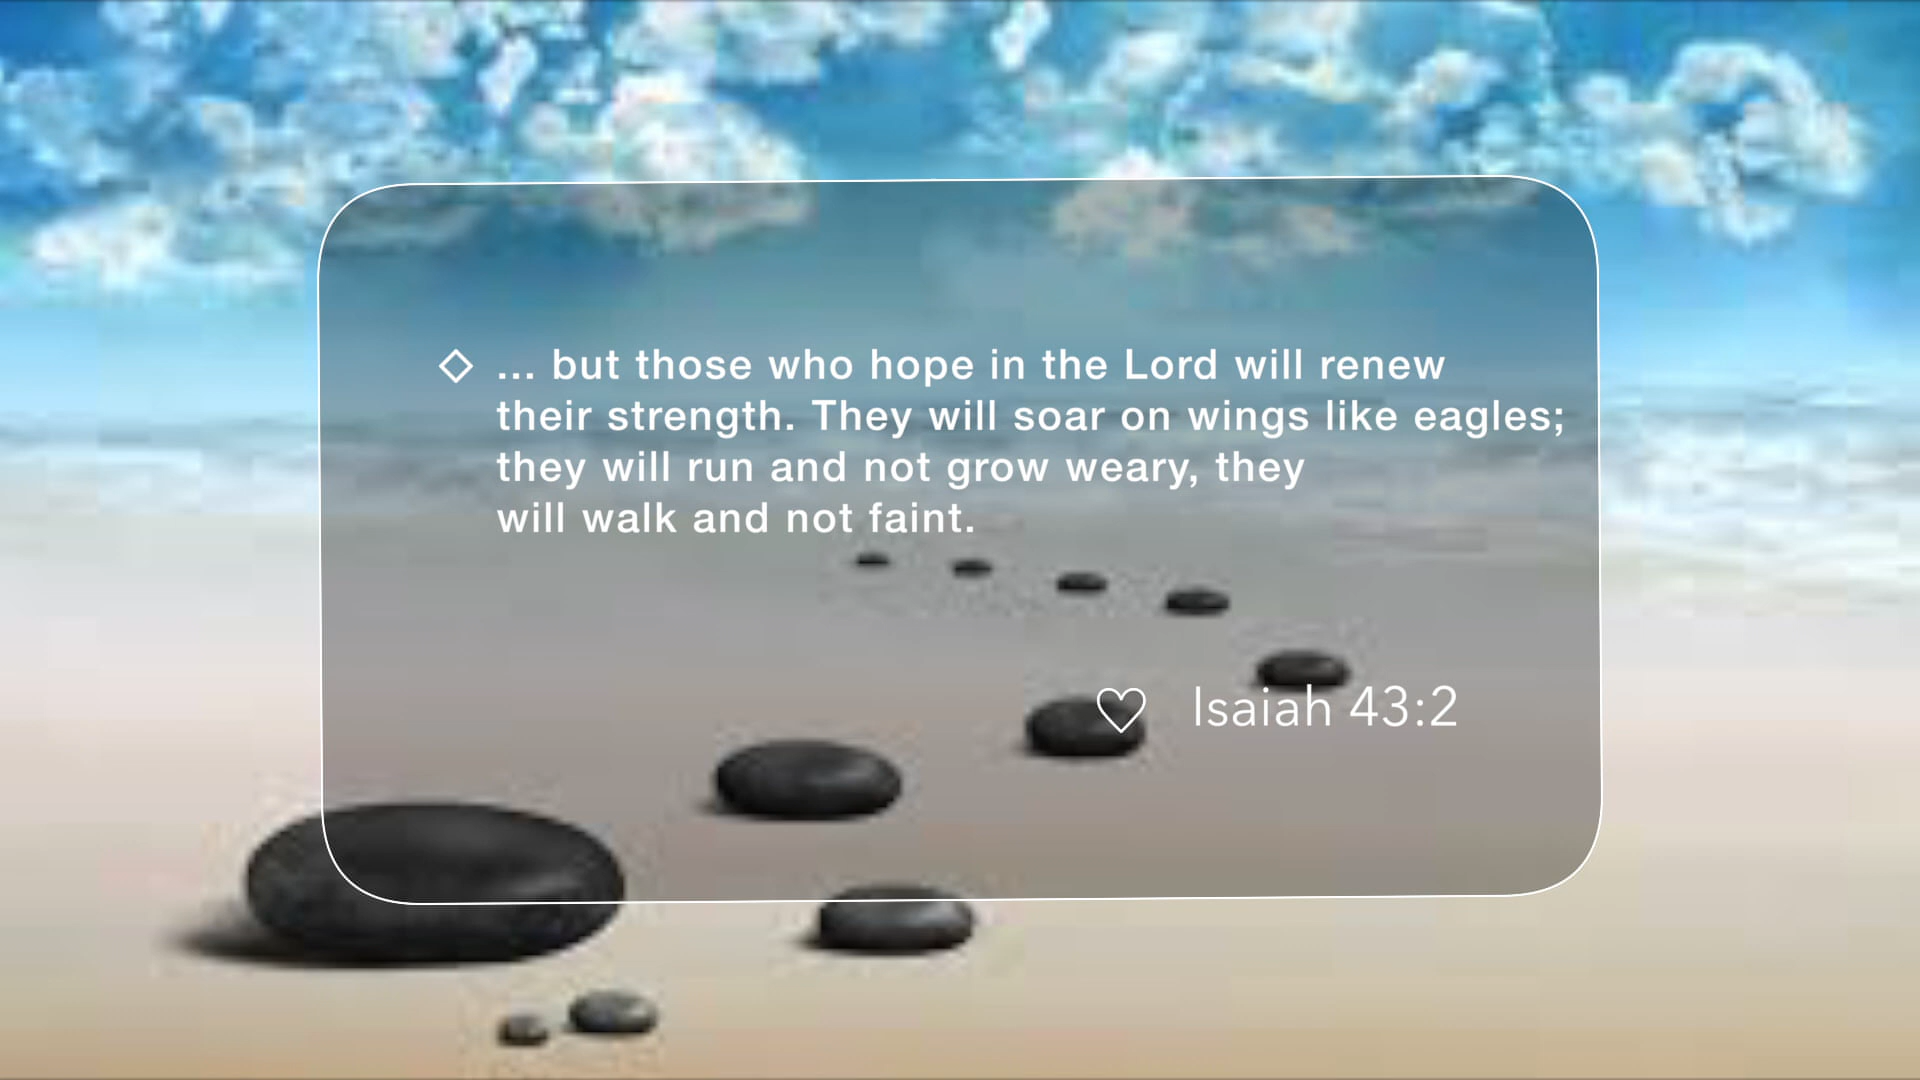 ... but those who hope in the Lord will renew
their strength. They will soar on wings like eagles;
they will run and not grow weary, they
will walk and not faint.
Isaiah 43:2